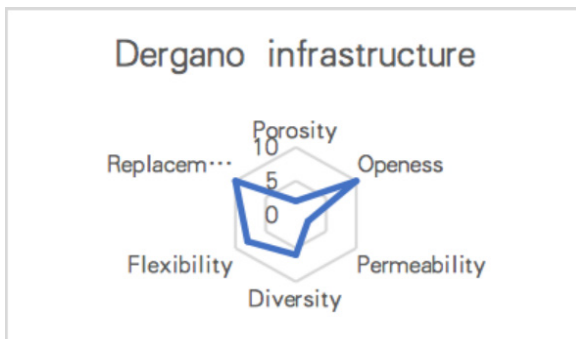 Dergano infrastructure
Porosity
10
Replacem… 5 Openess
0
Flexibility Permeability
Diversity